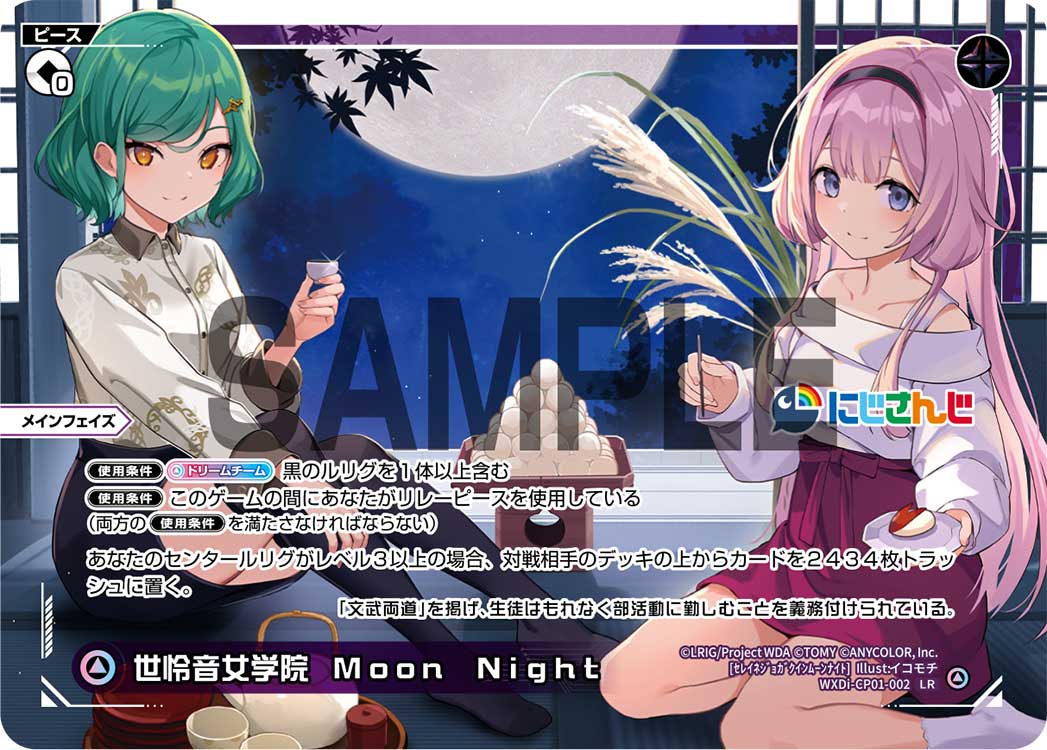 ピース
0
SAMPLE
にじさんじ
メインフェイズ
使用条件 ドリームチーム 黒のルリグを1体以上含む
使用条件 このゲームの間にあなたがリレーピースを使用している
(両方の 使用条件 を満たさなければならない)
あなたのセンタールリグがレベル3以上の場合、対戦相手のデッキの上からカードを2434枚トラッ
シュに置く。
「文武両道」を掲げ、生徒はもれなく部活動に勤しむことを義務付けられている。
世怜音女学院 Moon Night
©LRIG/Project WDA ©TOMY ©ANYCOLOR, Inc.
[セレイネジョガクインムーンナイト] Illust:イコモチ
WXDi-CP01-002 LR